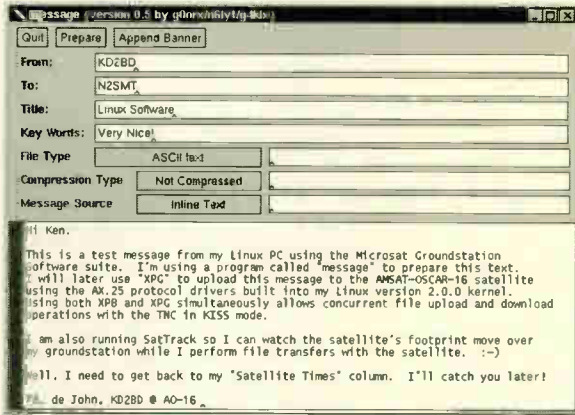 message (version 0.5 by g0orx/n6lyt/g4klx)
Quit Prepare Append Banner
From: KD2BD
To: N2SMT
Title: Linux Software
Key Words: Very Nice!
File Type ASCII text
Compression Type Not Compressed
Message Source Inline Text
Hi Ken.
This is a test message from my Linux PC using the Microsat Groundstation
Software suite. I'm using a program called "message" to prepare this text.
I will later use "XPG" to upload this message to the AMSAT-OSCAR-16 satellite
using the AX.25 protocol drivers built into my Linux version 2.0.0 kernel.
Using both XPB and XPG simultaneously allows concurrent file upload and download
operations with the TNC in KISS mode.
I am also running SatTrack so I can watch the satellite's footprint move over
my groundstation while I perform file transfers with the satellite. :-)
Well, I need to get back to my "Satellite Times" column. I'll catch you later!
de John, KD2BD @ AO-16